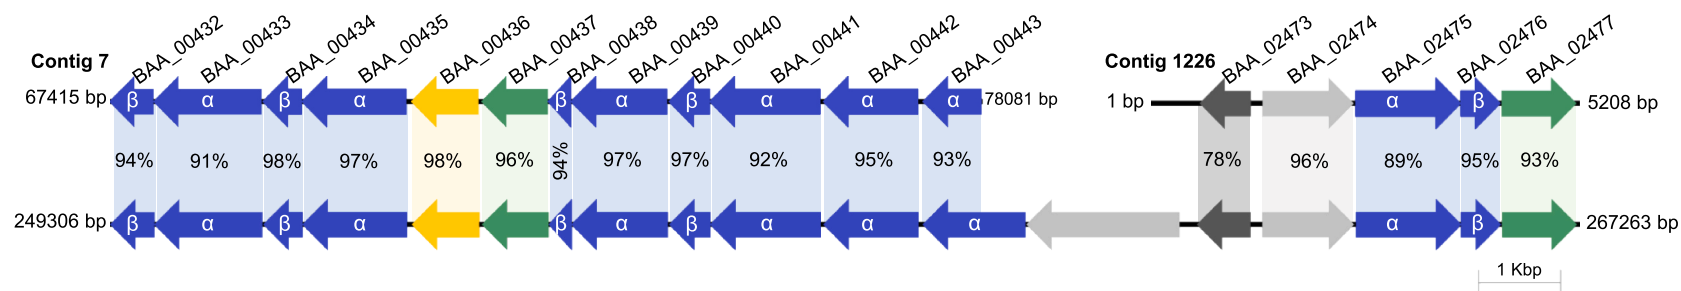 BAA_00432 BAA_00433 BAA_00434 BAA_00435 BAA_00436 BAA_00437 BAA_00438 BAA_00439 BAA_00440 BAA_00441 BAA_00442 BAA_00443 BAA_02473 BAA_02474 BAA_02475 BAA_02476 BAA_02477
Contig 7 Contig 1226
67415 bp β α β α β α β α α α 78081 bp 1 bp α β 5208 bp
94% 91% 98% 97% 98% 96% 94% 97% 97% 92% 95% 93% 78% 96% 89% 95% 93%
249306 bp β α β α β α β α α α α β 267263 bp
1 Kbp